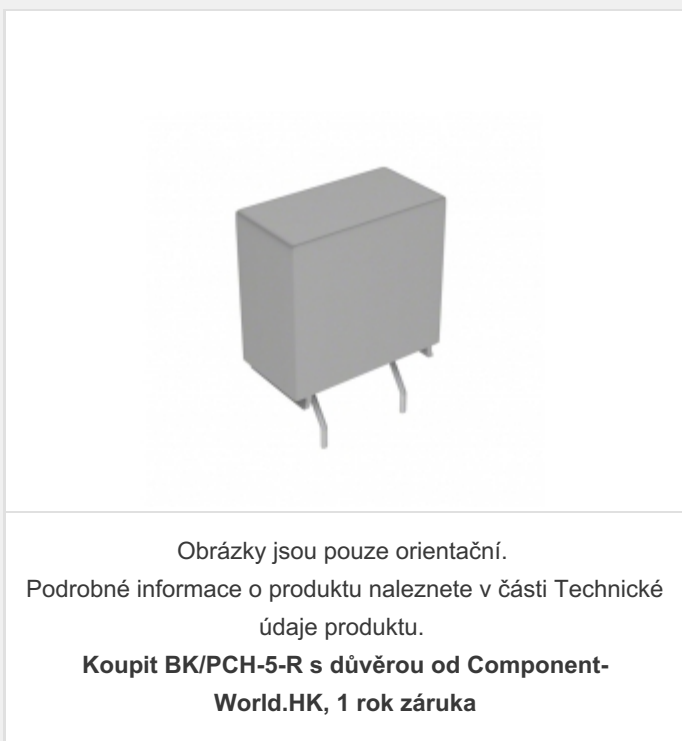 Obrázky jsou pouze orientační.
Podrobné informace o produktu naleznete v části Technické
údaje produktu.
Koupit BK/PCH-5-R s důvěrou od Component-
World.HK, 1 rok záruka